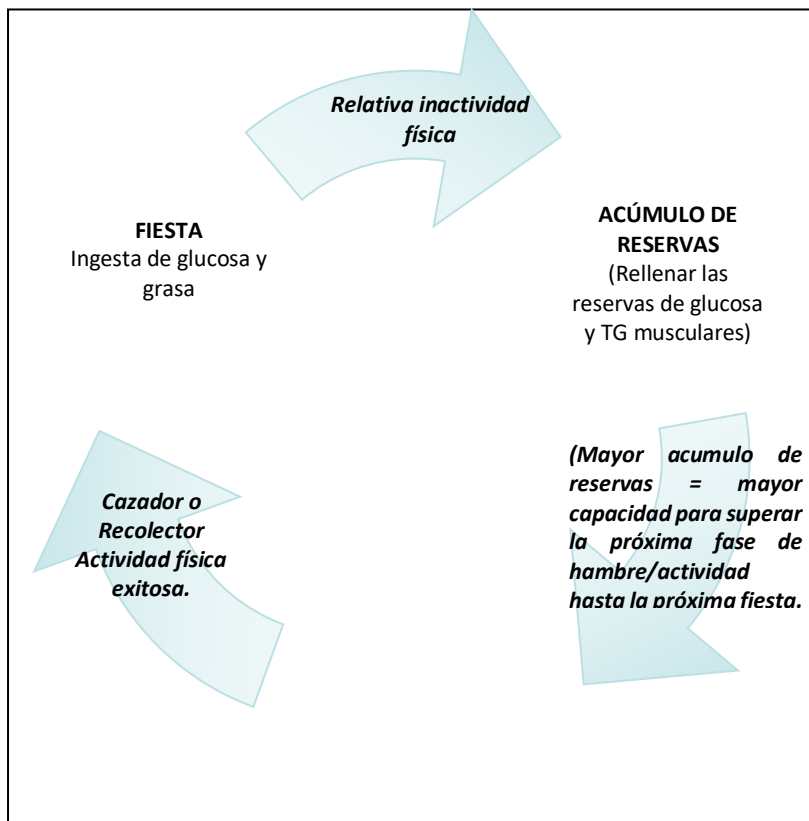 Relativa inactividad
física
FIESTA
Ingesta de glucosa y
grasa
ACÚMULO DE
RESERVAS
(Rellenar las
reservas de glucosa
y TG musculares)
(Mayor acumulo de
reservas = mayor
capacidad para superar
la próxima fase de
hambre/actividad
hasta la próxima fiesta.
Cazador o
Recolector
Actividad física
exitosa.